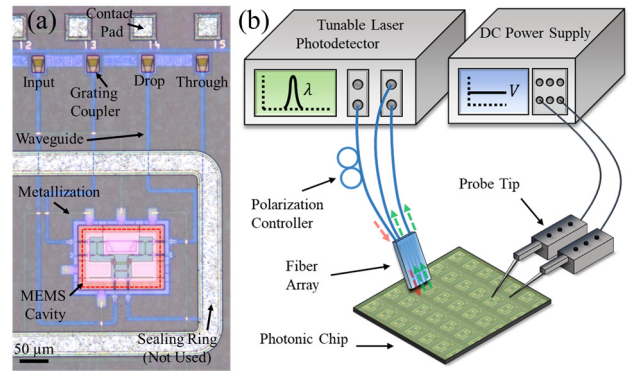 (a)
Contact
Pad
12
13
14
15
Input
Grating
Coupler
Drop
Through
Waveguide
Metallization
MEMS
Cavity
Sealing Ring
(Not Used)
50 μm
(b)
Tunable Laser
Photodetector
λ
DC Power Supply
V
Polarization
Controller
Probe Tip
Fiber
Array
Photonic Chip